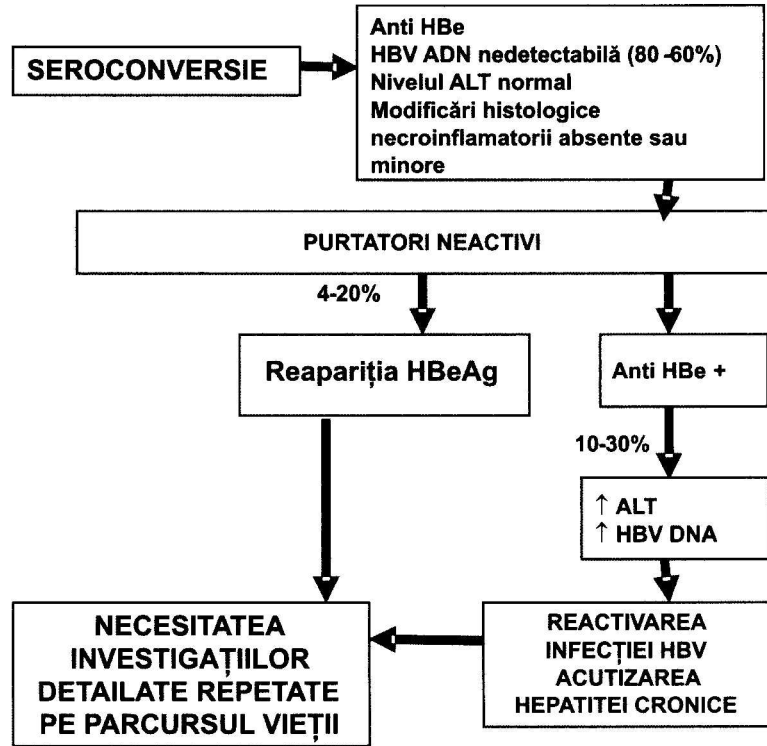 SEROCONVERSIE
Anti HBe
HBV ADN nedetectabilă (80 -60%)
Nivelul ALT normal
Modificări histologice
necroinflamatorii absente sau
minore
PURTATORI NEACTIVI
4-20%
Reapariția HBeAg
Anti HBe +
10-30%
↑ ALT
↑ HBV DNA
NECESITATEA
INVESTIGAȚIILOR
DETAILATE REPETATE
PE PARCURSUL VIEȚII
REACTIVAREA
INFECȚIEI HBV
ACUTIZAREA
HEPATITEI CRONICE